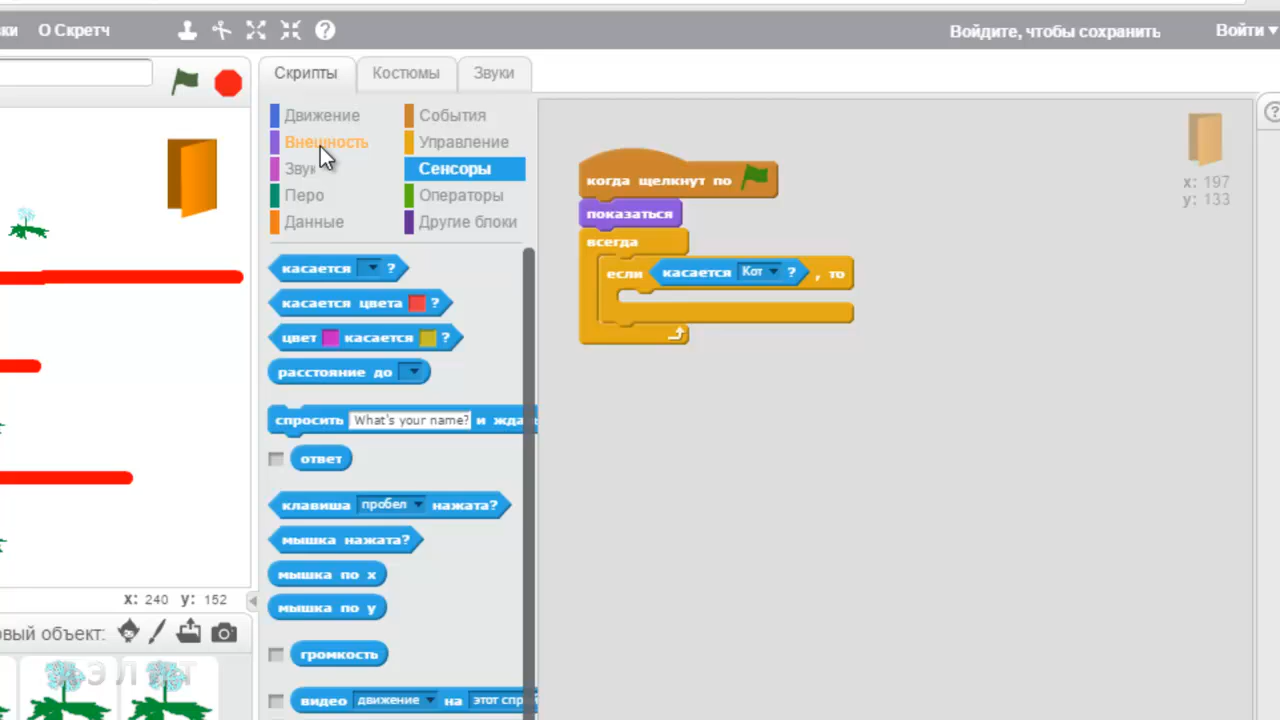 ки О Скретч
Войдите, чтобы сохранить
Войти ▾
Скрипты
Костюмы
Звуки
Движение
События
Внешность
Управление
Звук
Сенсоры
Перо
Операторы
Данные
Другие блоки
касается ?
касается цвета ?
цвет касается ?
расстояние до
спросить What's your name? и жда
ответ
клавиша пробел нажата?
мышка нажата?
мышка по x
мышка по y
громкость
видео движение на этот спр
когда щелкнут по
показаться
всегда
если касается Кот ? , то
x: 197
y: 133
x: 240 y: 152
овый объект: